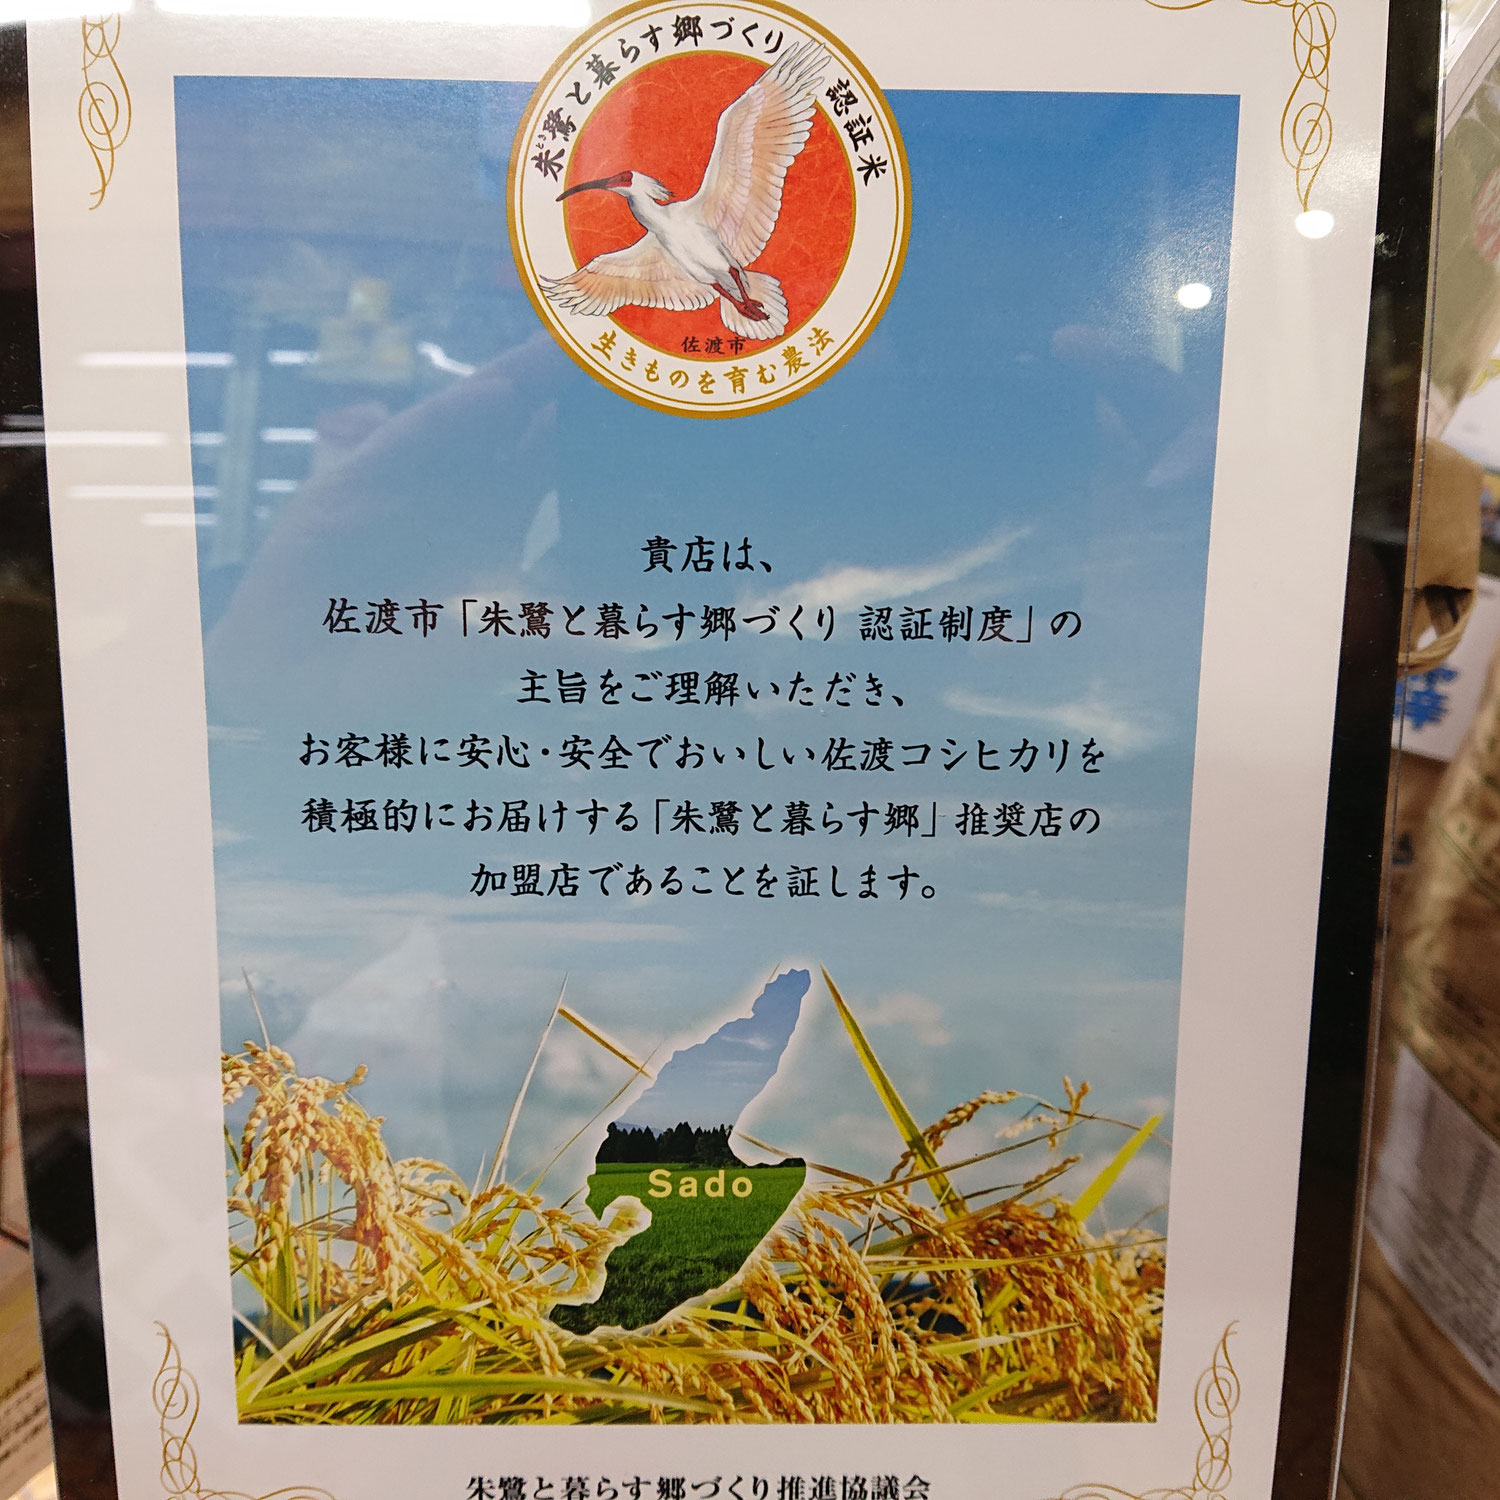 朱鷺と暮らす郷づくり 認証米
とき
佐渡市
生きものを育む農法
貴店は、
佐渡市「朱鷺と暮らす郷づくり 認証制度」の
主旨をご理解いただき、
お客様に安心・安全でおいしい佐渡コシヒカリを
積極的にお届けする「朱鷺と暮らす郷」推奨店の
加盟店であることを証します。
Sado
朱鷺と暮らす郷づくり推進協議会